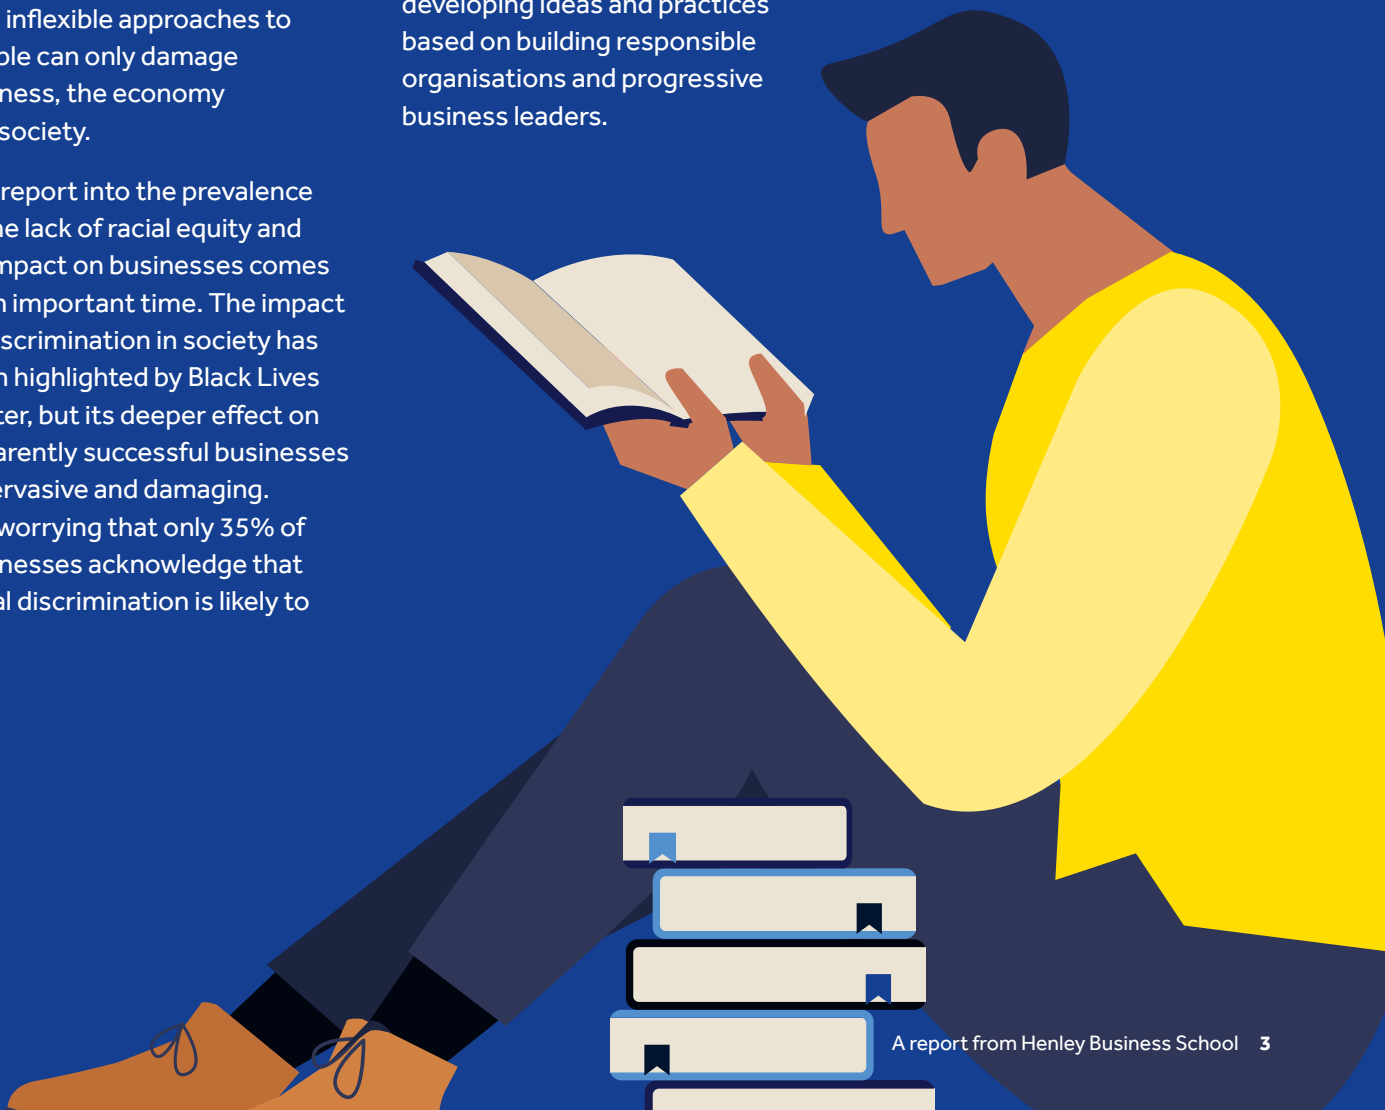 inflexible approaches to
ple can only damage
ness, the economy
society.
report into the prevalence
e lack of racial equity and
mpact on businesses comes
n important time. The impact
scrimination in society has
n highlighted by Black Lives
ter, but its deeper effect on
arently successful businesses
ervasive and damaging.
worrying that only 35% of
nesses acknowledge that
al discrimination is likely to
developing ideas and practices
based on building responsible
organisations and progressive
business leaders.
A report from Henley Business School 3